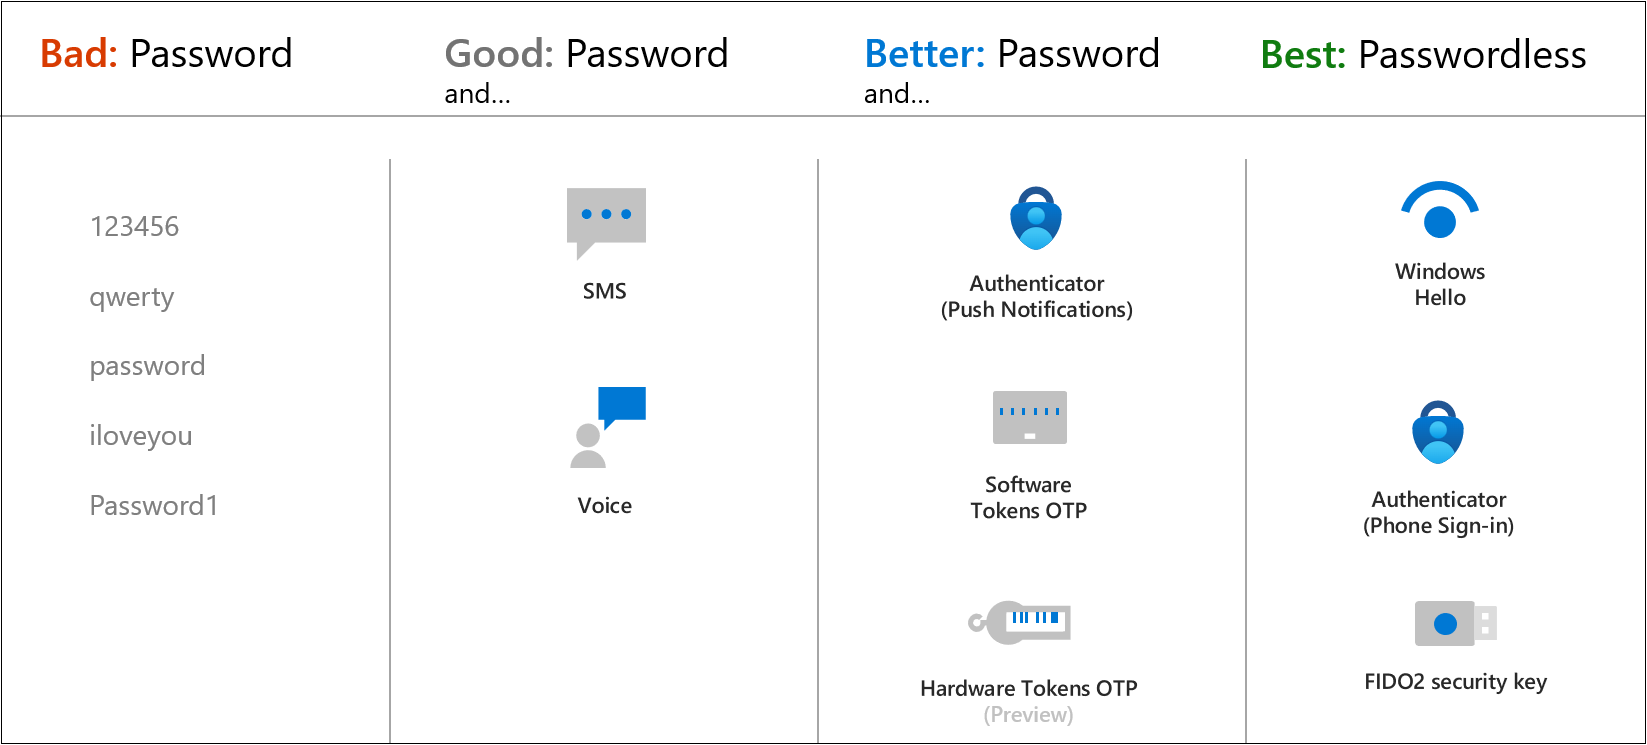 Bad: Password
Good: Password
and...
Better: Password
and...
Best: Passwordless
123456
qwerty
password
iloveyou
Password1
SMS
Voice
Authenticator
(Push Notifications)
Software
Tokens OTP
Hardware Tokens OTP
(Preview)
Windows
Hello
Authenticator
(Phone Sign-in)
FIDO2 security key